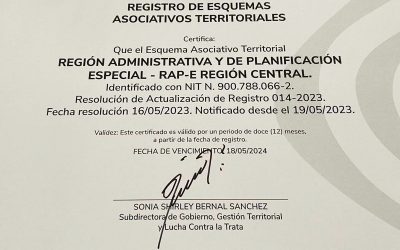 REGISTRO DE ESQUEMAS
ASOCIATIVOS TERRITORIALES
Certifica:
Que el Esquema Asociativo Territorial
REGIÓN ADMINISTRATIVA Y DE PLANIFICACIÓN
ESPECIAL - RAP-E REGIÓN CENTRAL.
Identificado con NIT N. 900.788.066-2.
Resolución de Actualización de Registro 014-2023.
Fecha resolución 16/05/2023. Notificado desde el 19/05/2023.
Validez: Este certificado es válido por un periodo de doce (12) meses,
a partir de la fecha de registro.
FECHA DE VENCIMIENTO: 18/05/2024
SONIA SHIRLEY BERNAL SANCHEZ
Subdirectora de Gobierno, Gestión Territorial
y Lucha Contra la Trata